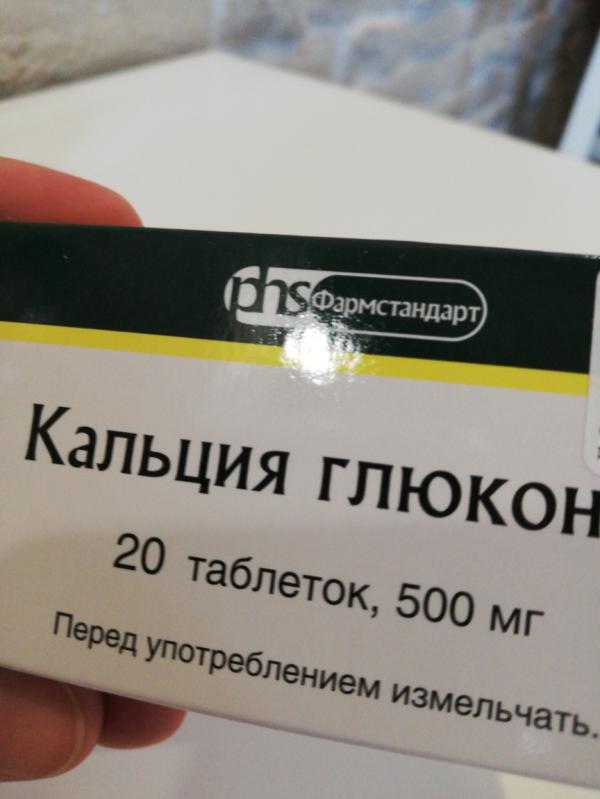 phs Фармстандарт
Кальция глюкон
20 таблеток, 500 мг
Перед употреблением измельчать.